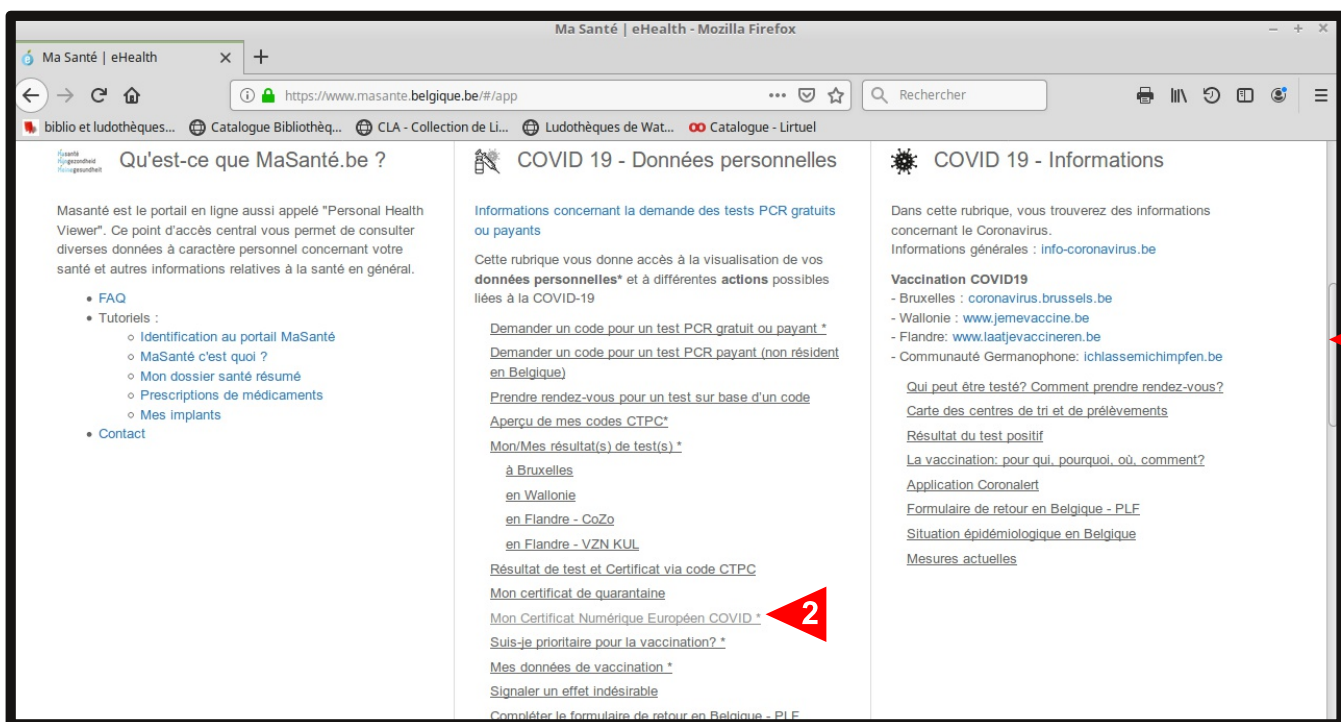 Ma Santé | eHealth - Mozilla Firefox
Ma Santé | eHealth
https://www.masante.belgique.be/#/app
Rechercher
biblio et ludothèques...
Catalogue Bibliothèq...
CLA - Collection de Li...
Ludothèques de Wat...
Catalogue - Lirtuel
Qu'est-ce que MaSanté.be ?
Masanté est le portail en ligne aussi appelé "Personal Health
Viewer". Ce point d'accès central vous permet de consulter
diverses données à caractère personnel concernant votre
santé et autres informations relatives à la santé en général.
• FAQ
• Tutoriels :
◦ Identification au portail MaSanté
◦ MaSanté c'est quoi ?
◦ Mon dossier santé résumé
◦ Prescriptions de médicaments
◦ Mes implants
• Contact
COVID 19 - Données personnelles
Informations concernant la demande des tests PCR gratuits
ou payants
Cette rubrique vous donne accès à la visualisation de vos
données personnelles* et à différentes actions possibles
liées à la COVID-19
Demander un code pour un test PCR gratuit ou payant *
Demander un code pour un test PCR payant (non résident
en Belgique)
Prendre rendez-vous pour un test sur base d'un code
Aperçu de mes codes CTPC*
Mon/Mes résultat(s) de test(s) *
à Bruxelles
en Wallonie
en Flandre - CoZo
en Flandre - VZN KUL
Résultat de test et Certificat via code CTPC
Mon certificat de quarantaine
Mon Certificat Numérique Européen COVID *
2
Suis-je prioritaire pour la vaccination? *
Mes données de vaccination *
Signaler un effet indésirable
Compléter le formulaire de retour en Belgique - PLF
COVID 19 - Informations
Dans cette rubrique, vous trouverez des informations
concernant le Coronavirus.
Informations générales : info-coronavirus.be
Vaccination COVID19
- Bruxelles : coronavirus.brussels.be
- Wallonie : www.jemevaccine.be
- Flandre: www.laatjevaccineren.be
- Communauté Germanophone: ichlassemichimpfen.be
Qui peut être testé? Comment prendre rendez-vous?
Carte des centres de tri et de prélèvements
Résultat du test positif
La vaccination: pour qui, pourquoi, où, comment?
Application Coronalert
Formulaire de retour en Belgique - PLF
Situation épidémiologique en Belgique
Mesures actuelles